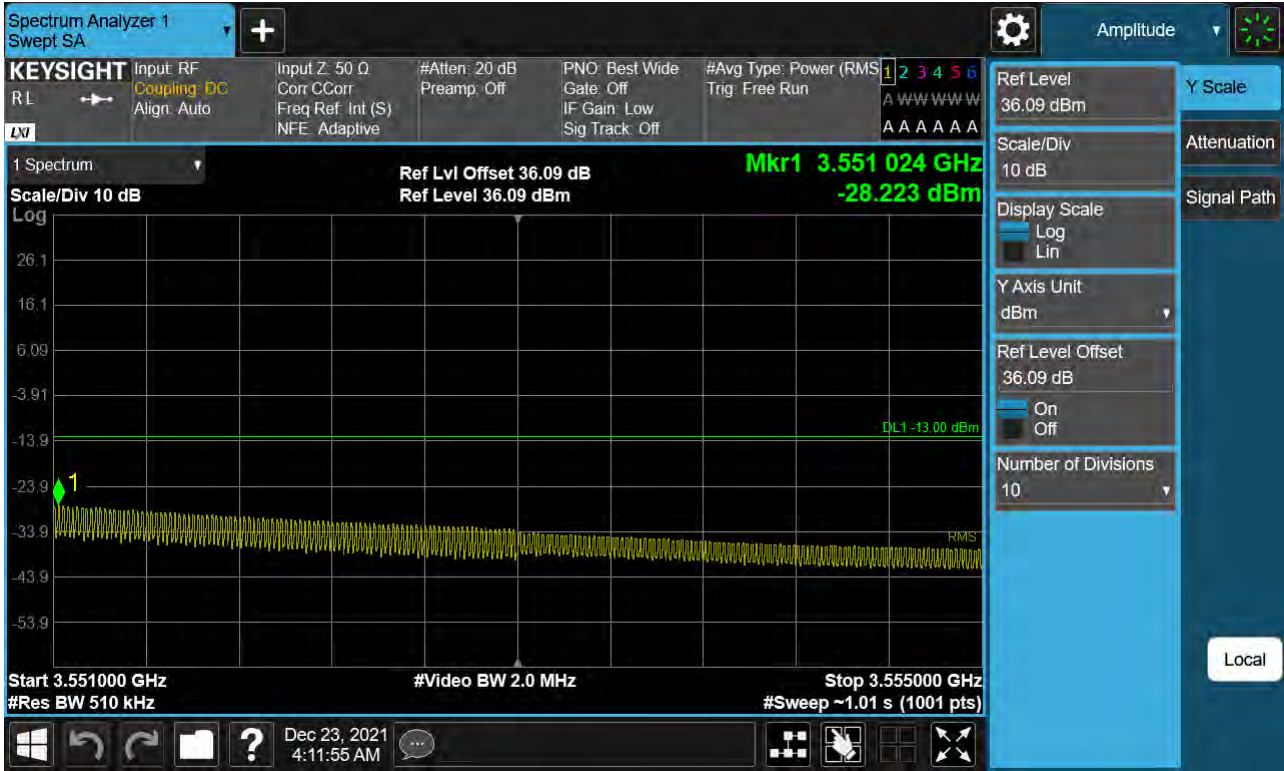 Spectrum Analyzer 1
Swept SA
+
Amplitude
KEYSIGHT
RL
LXI
Input: RF
Coupling: DC
Align: Auto
Input Z: 50 Ω
Corr CCorr
Freq Ref: Int (S)
NFE: Adaptive
#Atten: 20 dB
Preamp: Off
PNO: Best Wide
Gate: Off
IF Gain: Low
Sig Track: Off
#Avg Type: Power (RMS
Trig: Free Run
1 2 3 4 5 6
A W W W W W
A A A A A A
1 Spectrum
Scale/Div 10 dB
Ref Lvl Offset 36.09 dB
Ref Level 36.09 dBm
Mkr1 3.551 024 GHz
-28.223 dBm
Log
26.1
16.1
6.09
-3.91
DL1 -13.00 dBm
-13.9
-23.9
1
-33.9
RMS
-43.9
-53.9
Start 3.551000 GHz
#Res BW 510 kHz
#Video BW 2.0 MHz
Stop 3.555000 GHz
#Sweep ~1.01 s (1001 pts)
Ref Level
36.09 dBm
Scale/Div
10 dB
Display Scale
Log
Lin
Y Axis Unit
dBm
Ref Level Offset
36.09 dB
On
Off
Number of Divisions
10
Y Scale
Attenuation
Signal Path
Local
?
Dec 23, 2021
4:11:55 AM